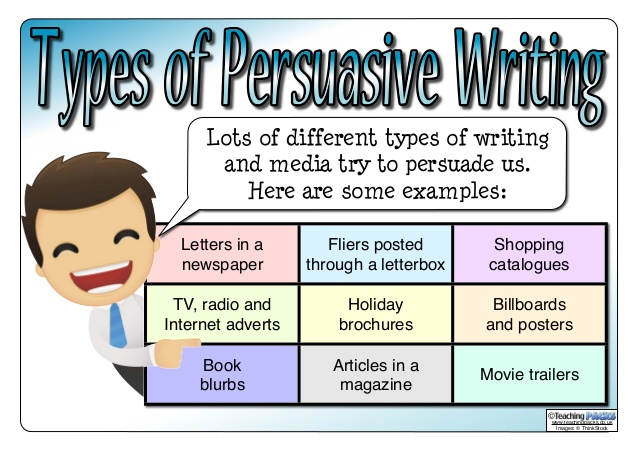 Types of Persuasive Writing
Lots of different types of writing
and media try to persuade us.
Here are some examples:
Letters in a
newspaper
Fliers posted
through a letterbox
Shopping
catalogues
TV, radio and
Internet adverts
Holiday
brochures
Billboards
and posters
Book
blurbs
Articles in a
magazine
Movie trailers
©Teaching Packs
www.teachingpacks.co.uk
Images: © ThinkStock